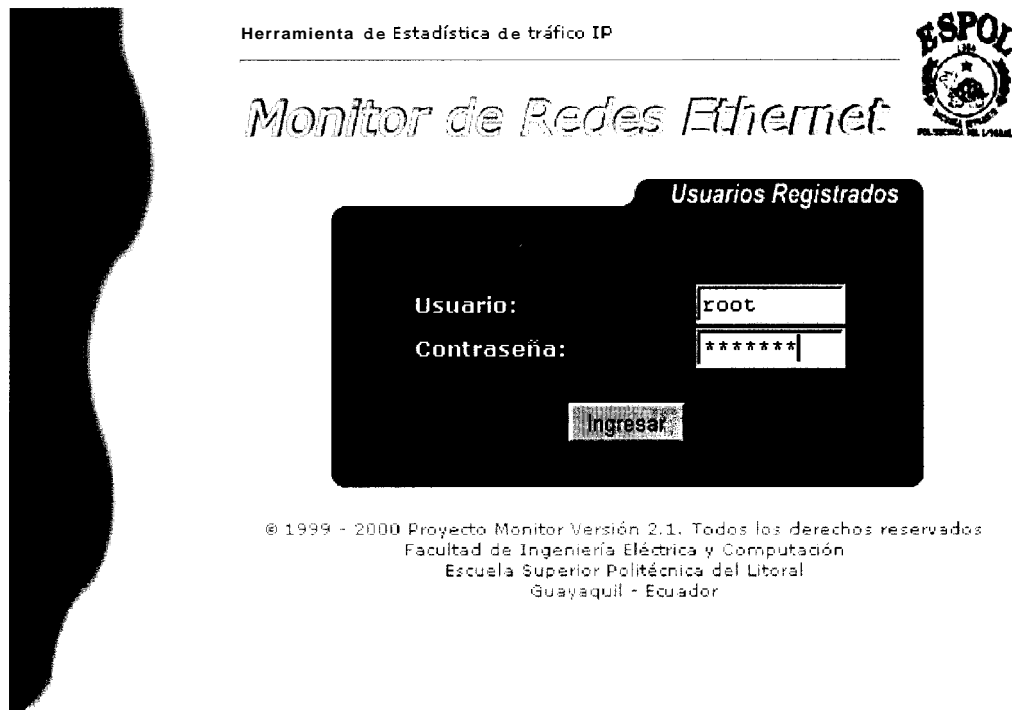 Herramienta de Estadística de tráfico IP
ESPOL
Monitor de Redes Ethernet
Usuarios Registrados
Usuario:
root
Contraseña:
*******
Ingresar
© 1999 - 2000 Proyecto Monitor Versión 2.1. Todos los derechos reservados
Facultad de Ingeniería Eléctrica y Computación
Escuela Superior Politécnica del Litoral
Guayaquil - Ecuador